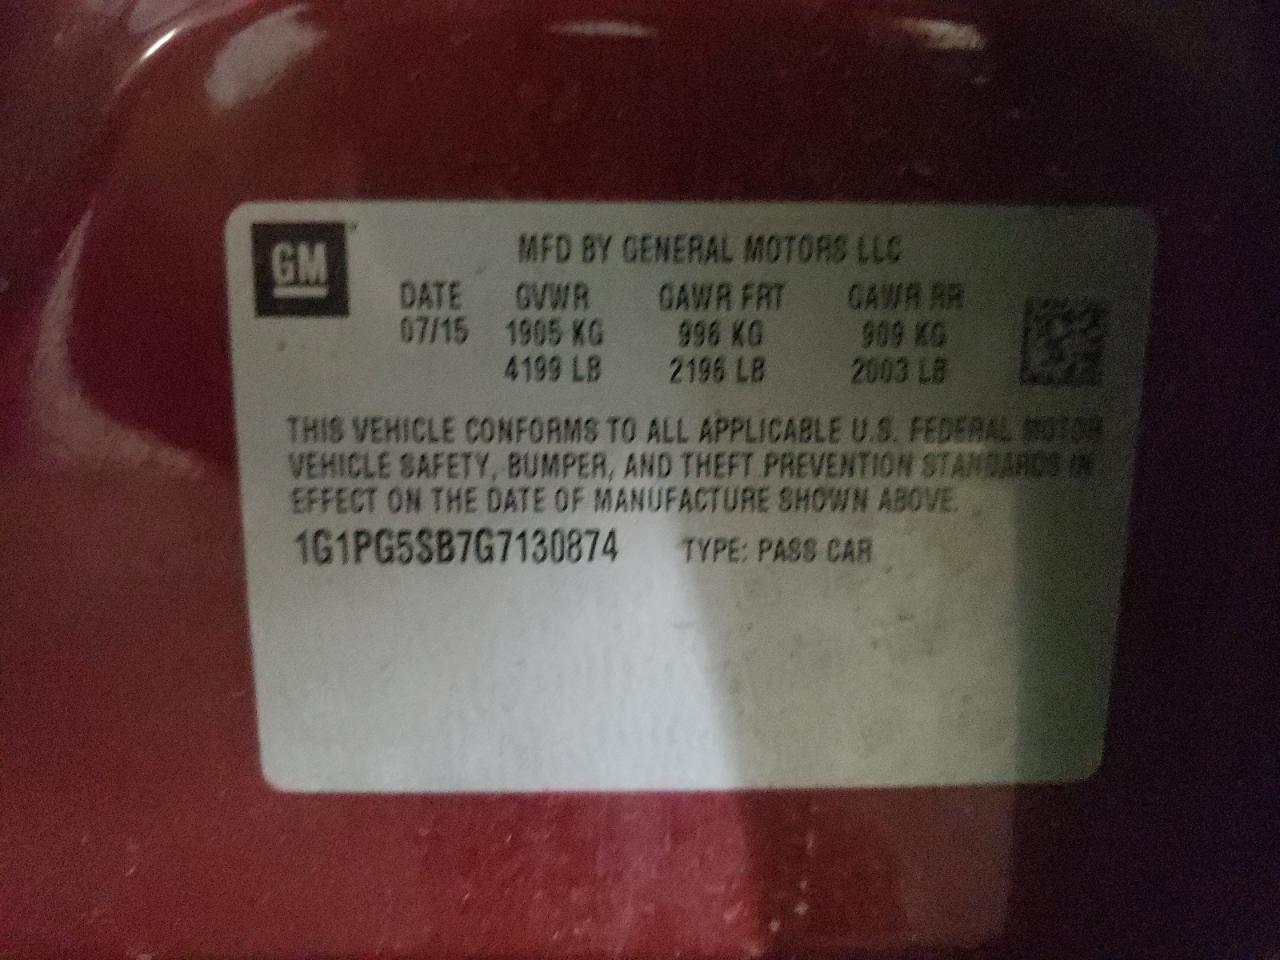 GM
MFD BY GENERAL MOTORS LLC
DATE GVWR GAWR FRT GAWR RR
07/15 1905 KG 996 KG 909 KG
4199 LB 2196 LB 2003 LB
THIS VEHICLE CONFORMS TO ALL APPLICABLE U.S. FEDERAL MOTOR
VEHICLE SAFETY, BUMPER, AND THEFT PREVENTION STANDARDS IN
EFFECT ON THE DATE OF MANUFACTURE SHOWN ABOVE.
1G1PG5SB7G7130874 TYPE: PASS CAR